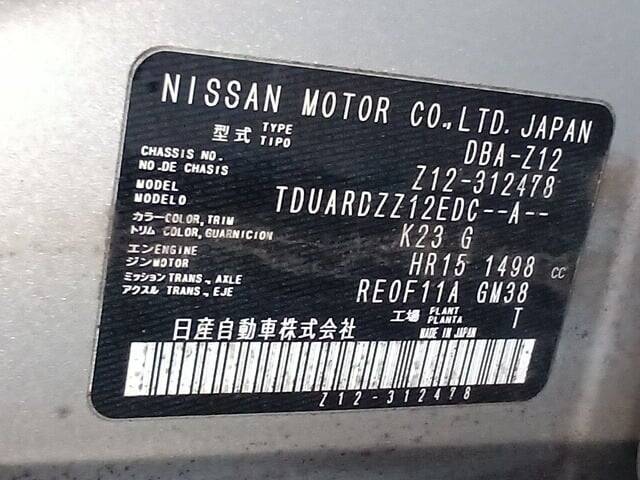 NISSAN MOTOR CO.,LTD. JAPAN
型式 TYPE TIPO DBA-Z12
CHASSIS NO. NO.DE CHASIS Z12-312478
MODEL MODELO TDUARDZZ12EDC--A--
カラー COLOR, TRIM トリム COLOR, GUARNICION K23 G
エンジン ENGINE MOTOR HR15 1498 CC
ミッション TRANS., AXLE アクスル TRANS., EJE RE0F11A GM38
工場 PLANT PLANTA T
日産自動車株式会社 MADE IN JAPAN
Z12-312478